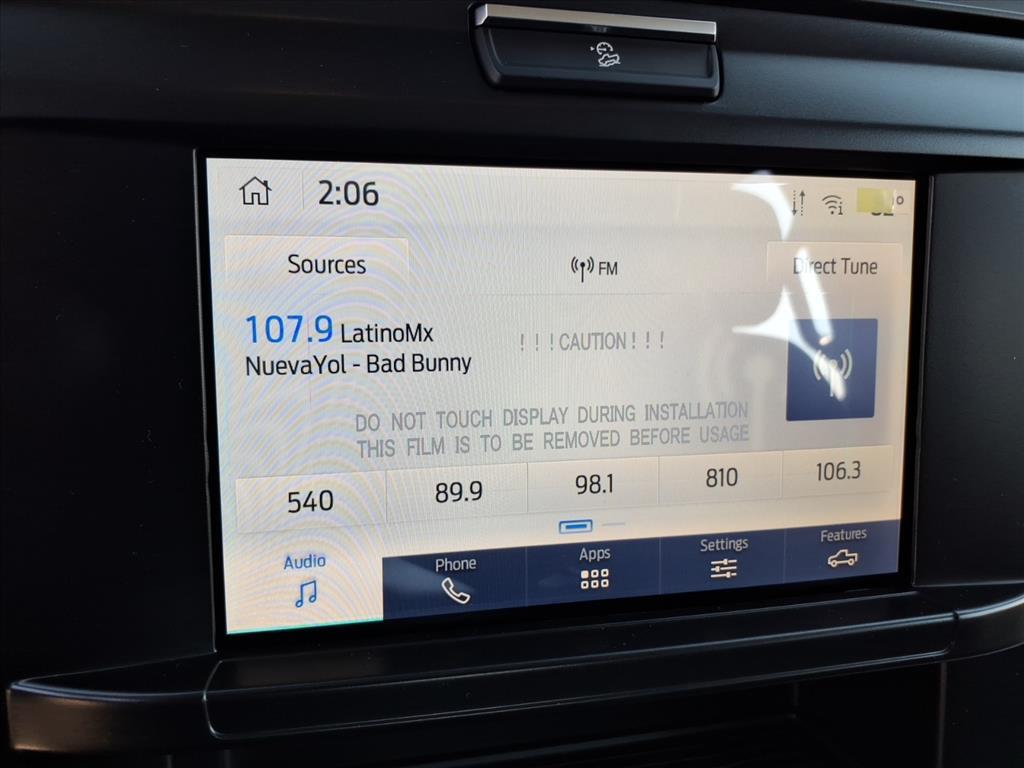 2:06
Sources
FM
Direct Tune
107.9 LatinoMx
NuevaYol - Bad Bunny
! ! ! CAUTION ! ! !
DO NOT TOUCH DISPLAY DURING INSTALLATION
THIS FILM IS TO BE REMOVED BEFORE USAGE
540 89.9 98.1 810 106.3
Audio Phone Apps Settings Features